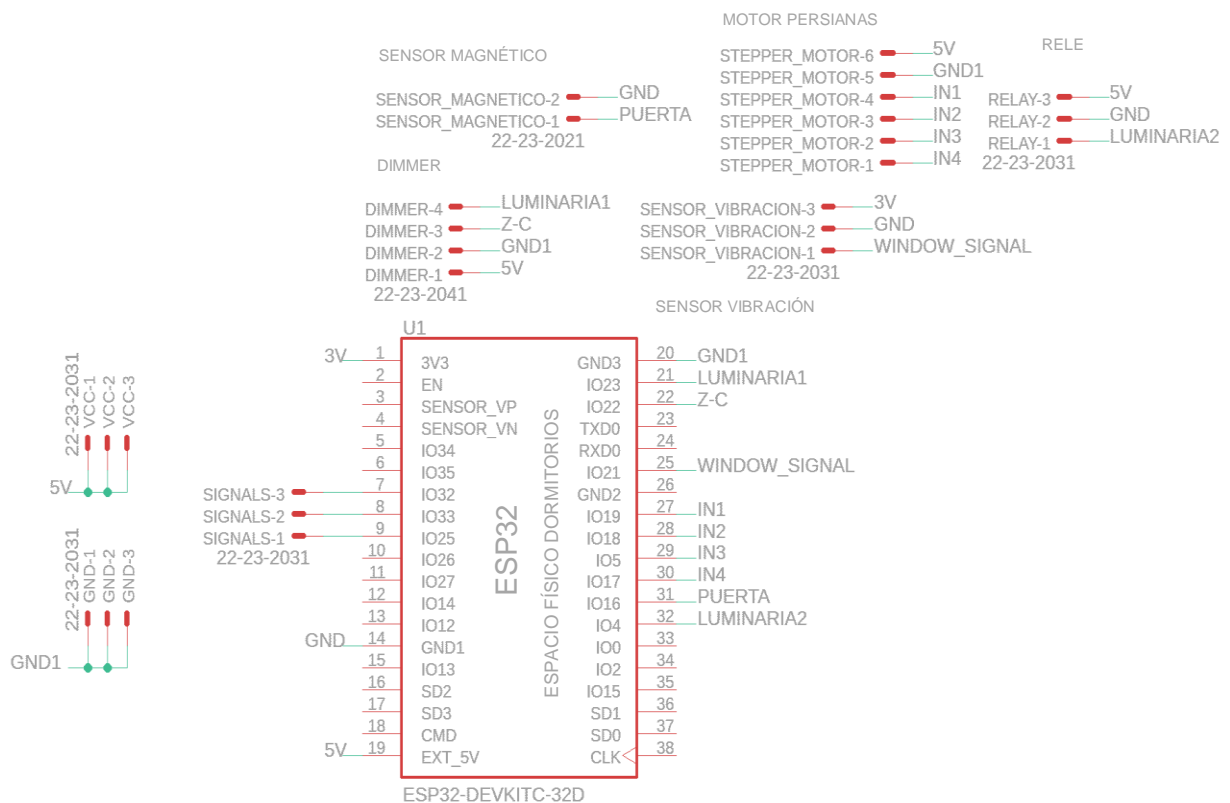 MOTOR PERSIANAS
STEPPER_MOTOR-6 5V
STEPPER_MOTOR-5 GND1
STEPPER_MOTOR-4 IN1
STEPPER_MOTOR-3 IN2
STEPPER_MOTOR-2 IN3
STEPPER_MOTOR-1 IN4
RELE
RELAY-3 5V
RELAY-2 GND
RELAY-1 LUMINARIA2
22-23-2031
SENSOR MAGNÉTICO
SENSOR_MAGNETICO-2 GND
SENSOR_MAGNETICO-1 PUERTA
22-23-2021
DIMMER
DIMMER-4 LUMINARIA1
DIMMER-3 Z-C
DIMMER-2 GND1
DIMMER-1 5V
22-23-2041
SENSOR_VIBRACION-3 3V
SENSOR_VIBRACION-2 GND
SENSOR_VIBRACION-1 WINDOW_SIGNAL
22-23-2031
SENSOR VIBRACIÓN
22-23-2031
VCC-1
VCC-2
VCC-3
5V
22-23-2031
GND-1
GND-2
GND-3
GND1
SIGNALS-3
SIGNALS-2
SIGNALS-1
22-23-2031
U1
3V 1 3V3
2 EN
3 SENSOR_VP
4 SENSOR_VN
5 IO34
6 IO35
7 IO32
8 IO33
9 IO25
10 IO26
11 IO27
12 IO14
13 IO12
GND 14 GND1
15 IO13
16 SD2
17 SD3
18 CMD
5V 19 EXT_5V
ESP32
ESPACIO FÍSICO DORMITORIOS
GND3 20 GND1
IO23 21 LUMINARIA1
IO22 22 Z-C
TXD0 23
RXD0 24
IO21 25 WINDOW_SIGNAL
GND2 26
IO19 27 IN1
IO18 28 IN2
IO5 29 IN3
IO17 30 IN4
IO16 31 PUERTA
IO4 32 LUMINARIA2
IO0 33
IO2 34
IO15 35
SD1 36
SD0 37
CLK 38
ESP32-DEVKITC-32D